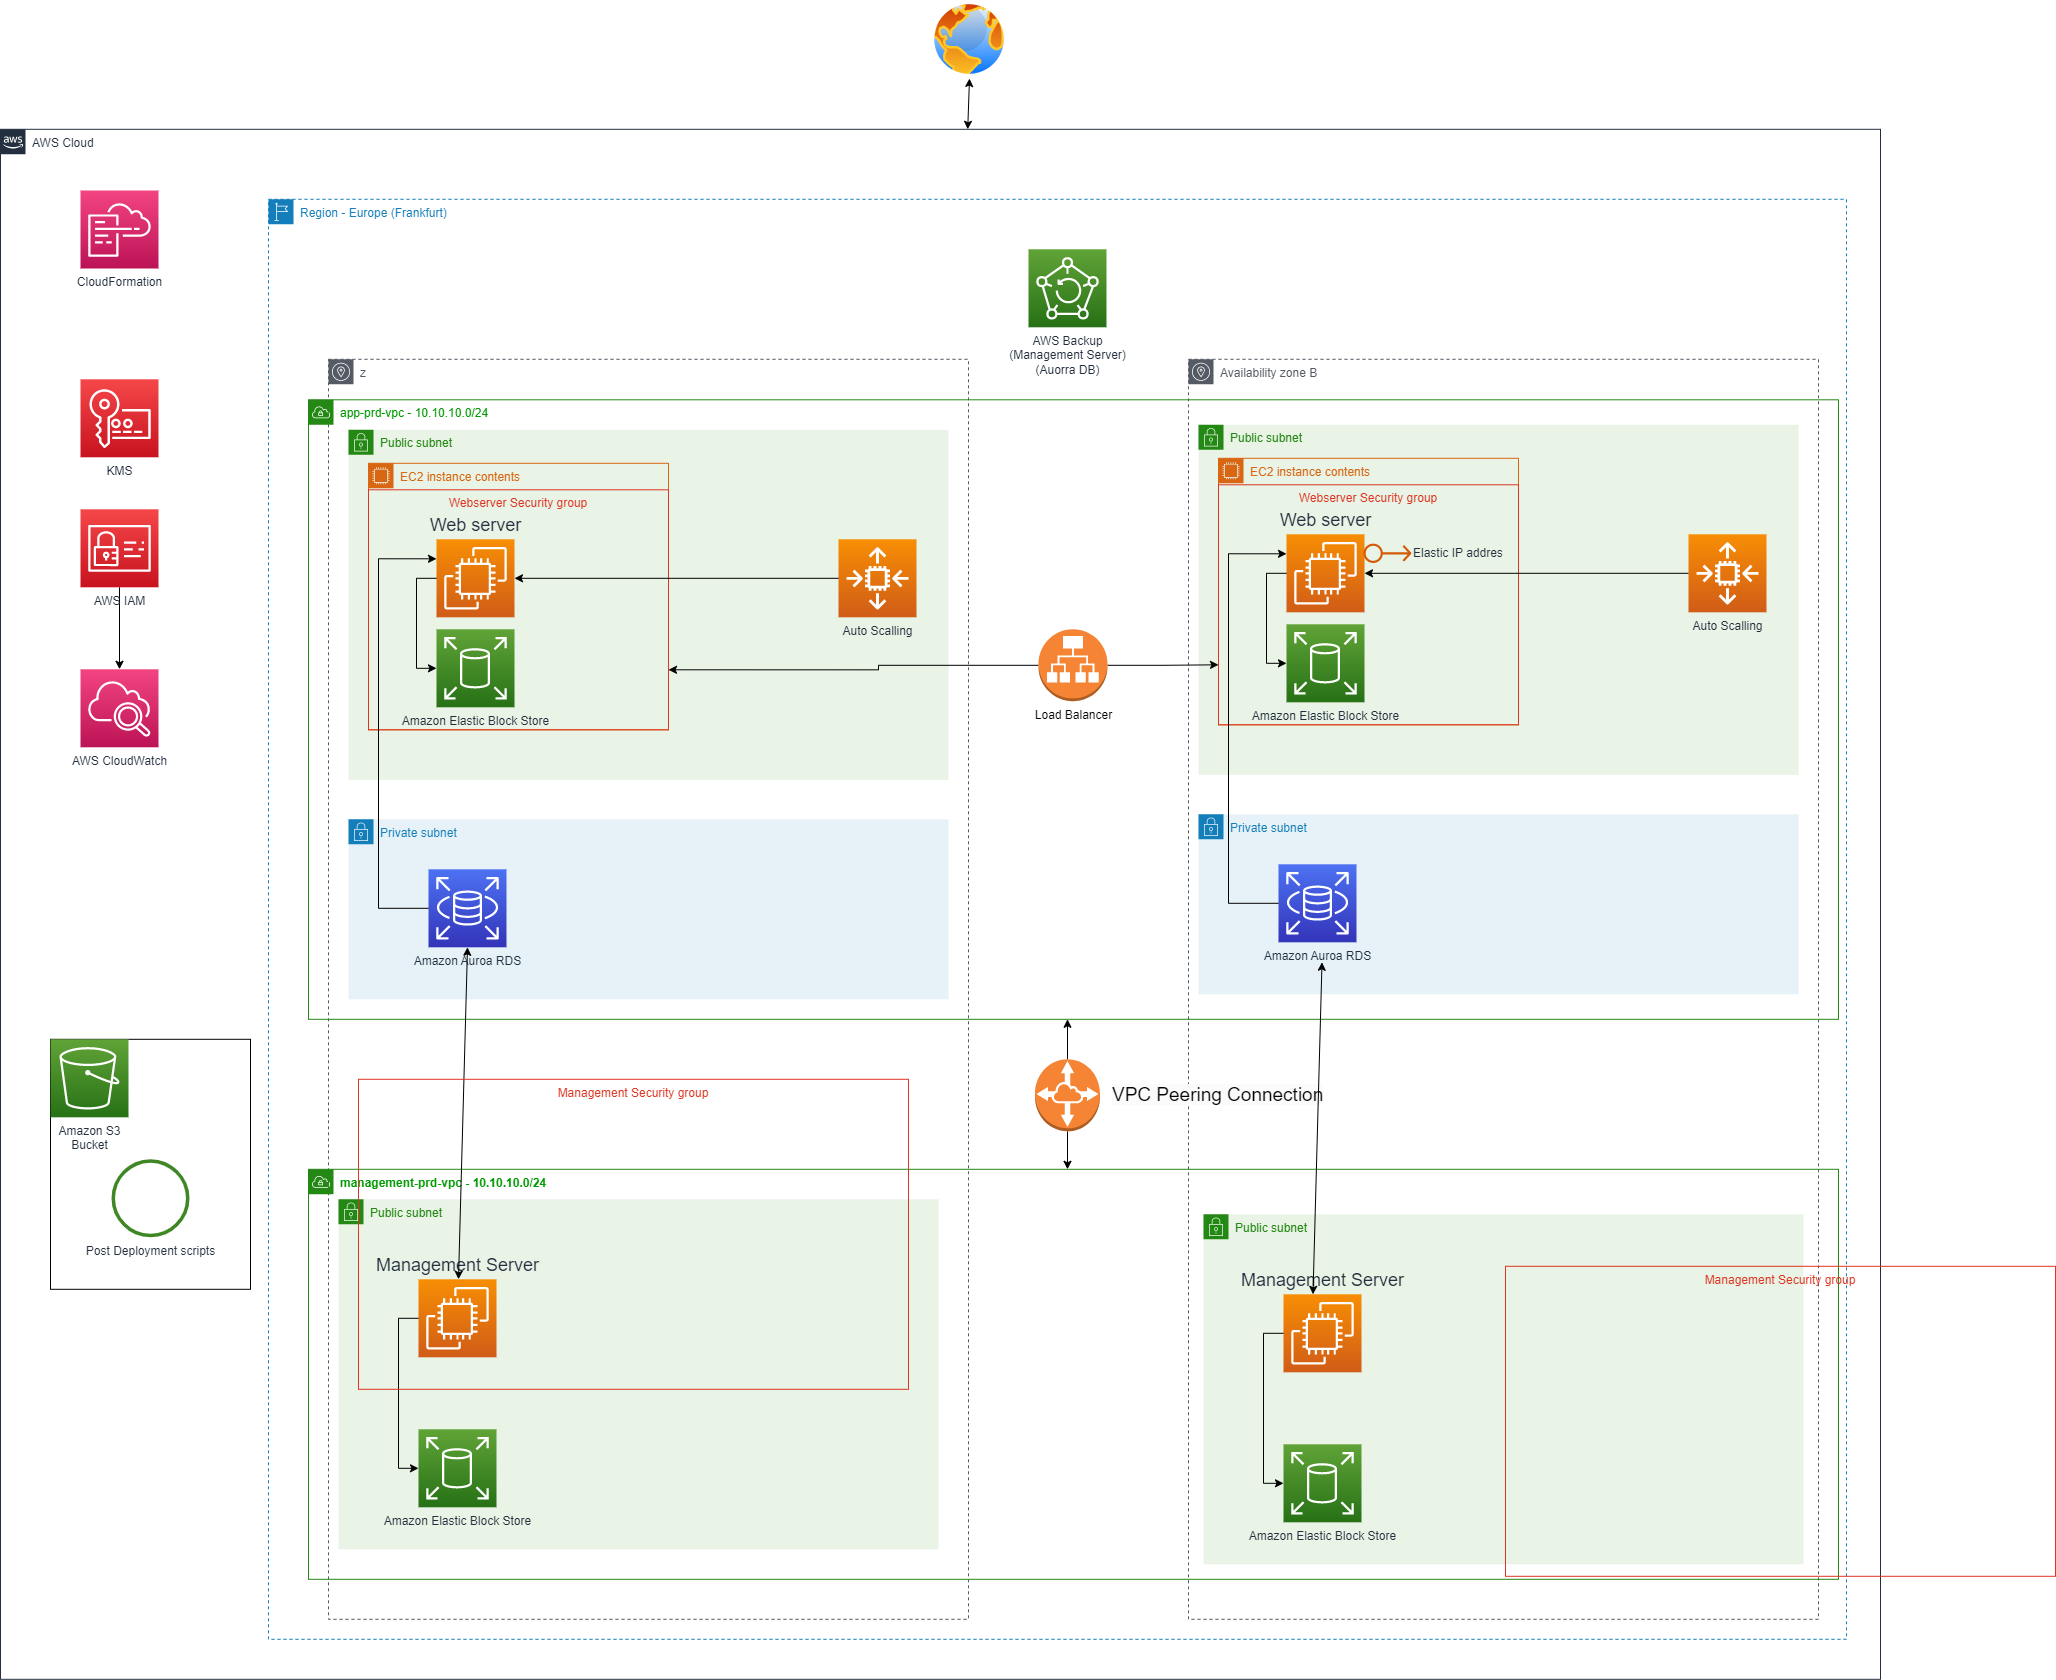 aws
AWS Cloud
CloudFormation
Region - Europe (Frankfurt)
AWS Backup
(Management Server)
(Auorra DB)
z
Availability zone B
app-prd-vpc - 10.10.10.0/24
Public subnet
EC2 instance contents
Webserver Security group
Web server
Auto Scalling
Amazon Elastic Block Store
Load Balancer
Public subnet
EC2 instance contents
Webserver Security group
Web server
Elastic IP addres
Auto Scalling
Amazon Elastic Block Store
KMS
AWS IAM
AWS CloudWatch
Private subnet
Amazon Auroa RDS
Private subnet
Amazon Auroa RDS
Amazon S3
Bucket
Post Deployment scripts
Management Security group
VPC Peering Connection
management-prd-vpc - 10.10.10.0/24
Public subnet
Management Server
Amazon Elastic Block Store
Public subnet
Management Server
Management Security group
Amazon Elastic Block Store